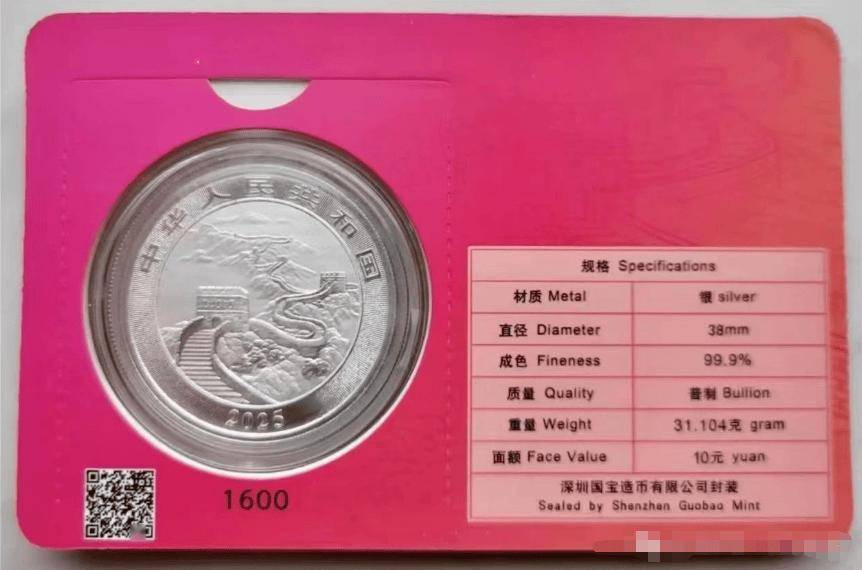 中华人民共和国
2025
1600
规格 Specifications
材质 Metal 银 silver
直径 Diameter 38mm
成色 Fineness 99.9%
质量 Quality 普制 Bullion
重量 Weight 31.104克 gram
面额 Face Value 10元 yuan
深圳国宝造币有限公司封装
Sealed by Shenzhen Guobao Mint